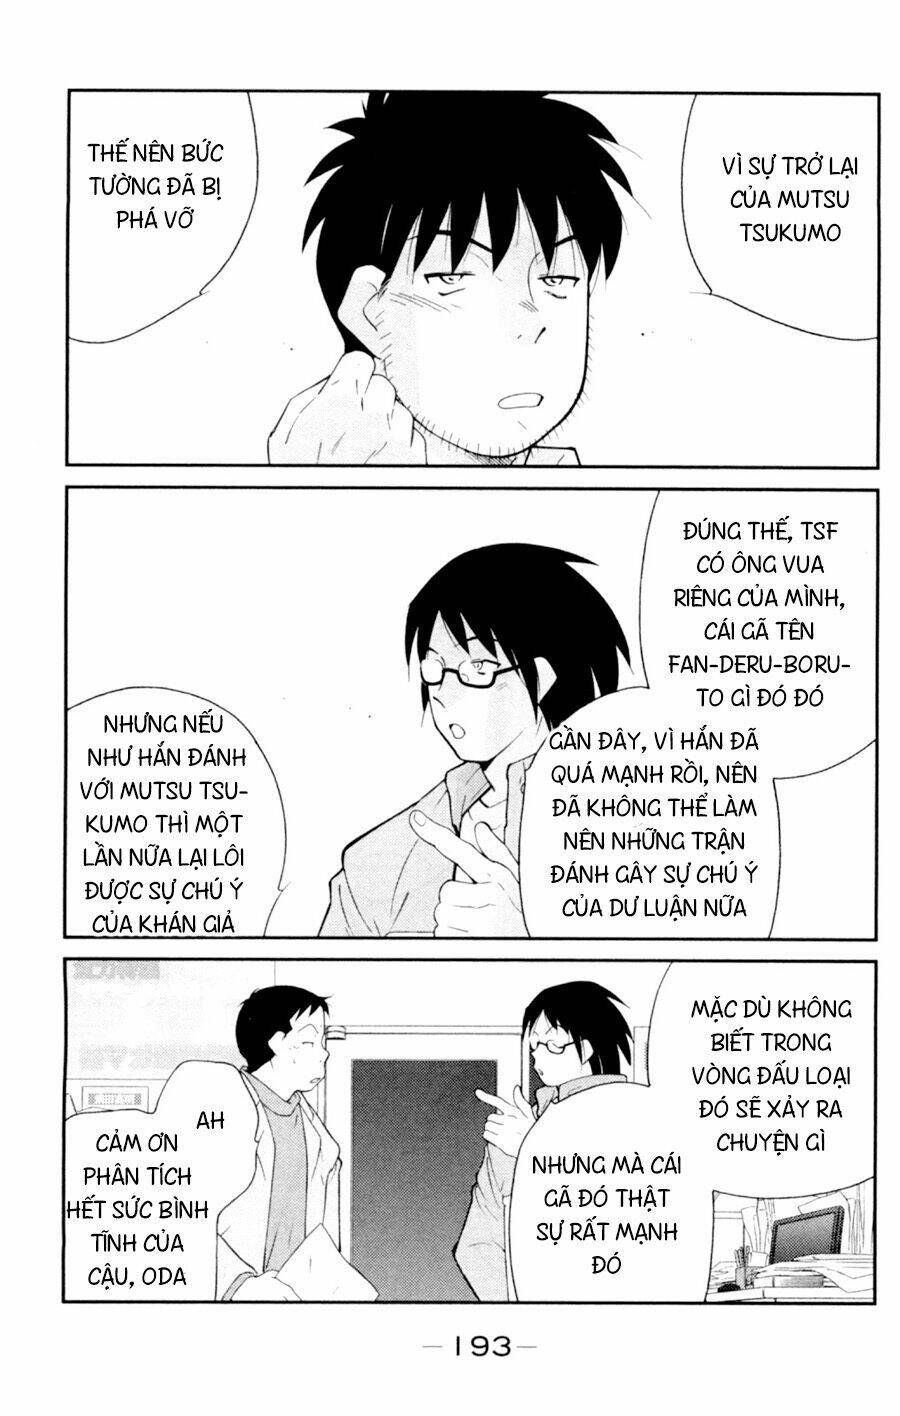 VÌ SỰ TRỞ LẠI
CỦA MUTSU
TSUKUMO
THẾ NÊN BỨC
TƯỜNG ĐÃ BỊ
PHÁ VỠ
ĐÚNG THẾ, TSF
CÓ ÔNG VUA
RIÊNG CỦA MÌNH,
CÁI GÃ TÊN
FAN-DERU-BORU-
TO GÌ ĐÓ ĐÓ
GẦN ĐÂY, VÌ HẮN ĐÃ
QUÁ MẠNH RỒI, NÊN
ĐÃ KHÔNG THỂ LÀM
NÊN NHỮNG TRẬN
ĐÁNH GÂY SỰ CHÚ Ý
CỦA DƯ LUẬN NỮA
NHƯNG NẾU
NHƯ HẮN ĐÁNH
VỚI MUTSU TSU-
KUMO THÌ MỘT
LẦN NỮA LẠI LÔI
ĐƯỢC SỰ CHÚ Ý
CỦA KHÁN GIẢ
MẶC DÙ KHÔNG
BIẾT TRONG
VÒNG ĐẤU LOẠI
ĐÓ SẼ XẢY RA
CHUYỆN GÌ
NHƯNG MÀ CÁI
GÃ ĐÓ THẬT
SỰ RẤT MẠNH
ĐÓ
AH
CẢM ƠN
PHÂN TÍCH
HẾT SỨC BÌNH
TĨNH CỦA
CẬU, ODA
—193—